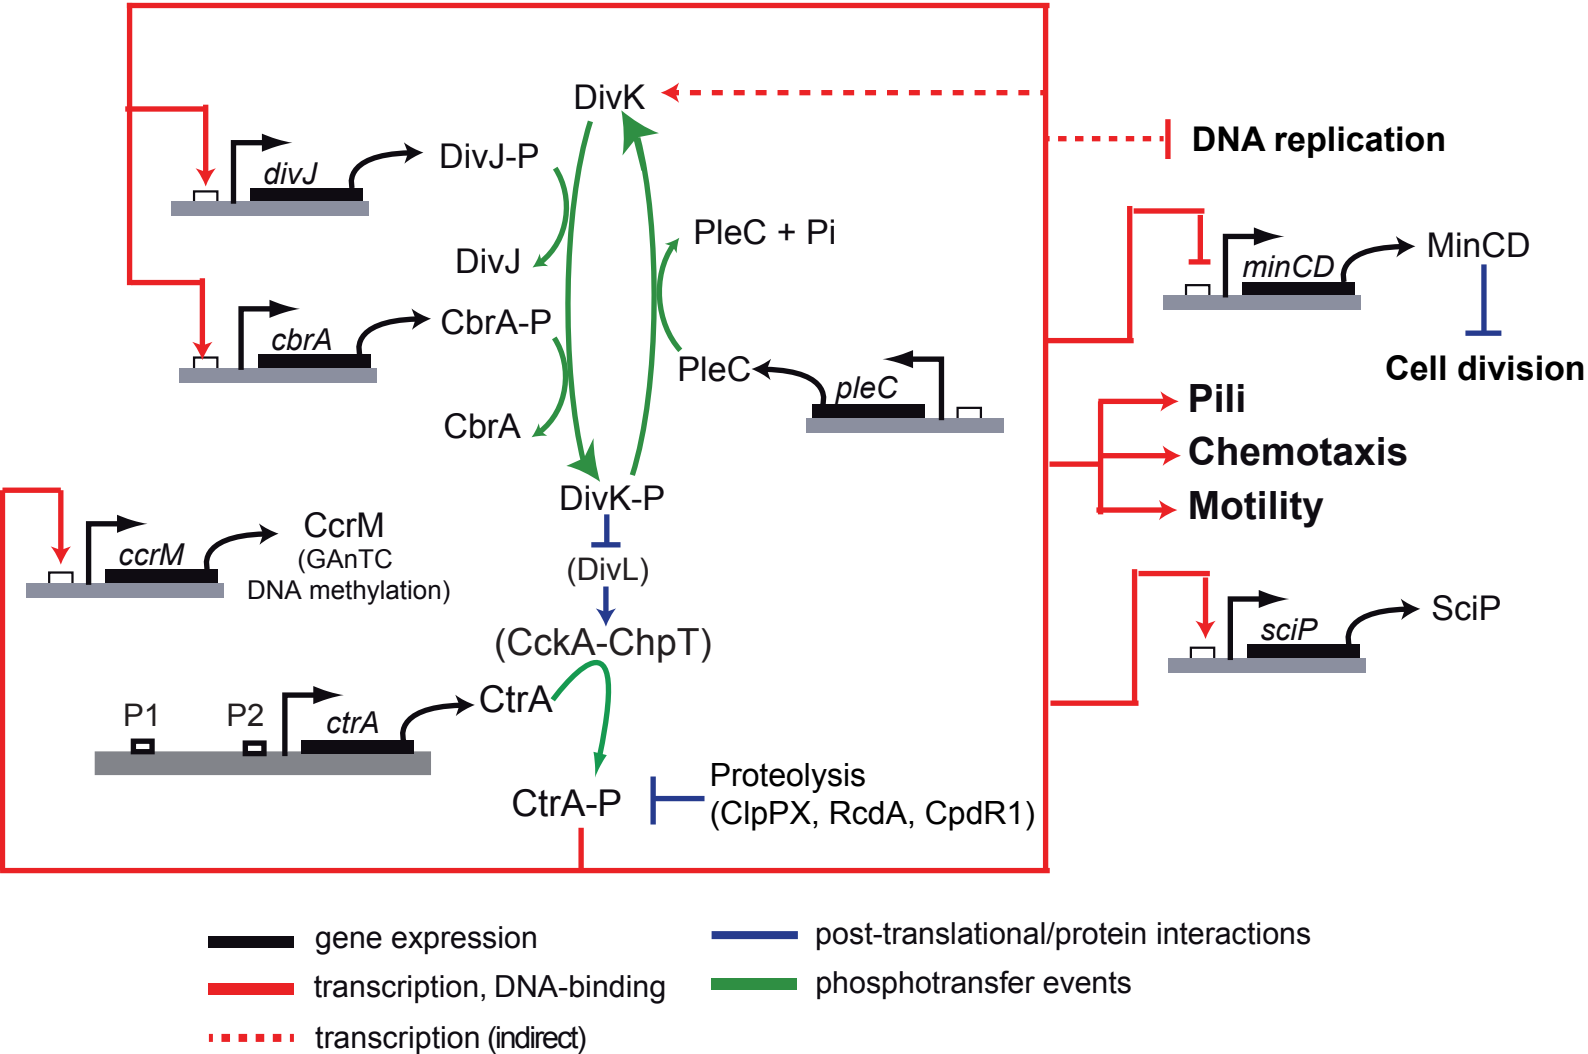 DivK
DNA replication
divJ
DivJ-P
PleC + Pi
DivJ
minCD
MinCD
cbrA
CbrA-P
PleC
pleC
Cell division
Pili
CbrA
Chemotaxis
DivK-P
Motility
ccrM
CcrM
(GAnTC
DNA methylation)
(DivL)
(CckA-ChpT)
sciP
SciP
P1
P2
ctrA
CtrA
Proteolysis
CtrA-P
(ClpPX, RcdA, CpdR1)
gene expression
post-translational/protein interactions
transcription, DNA-binding
phosphotransfer events
transcription (indirect)